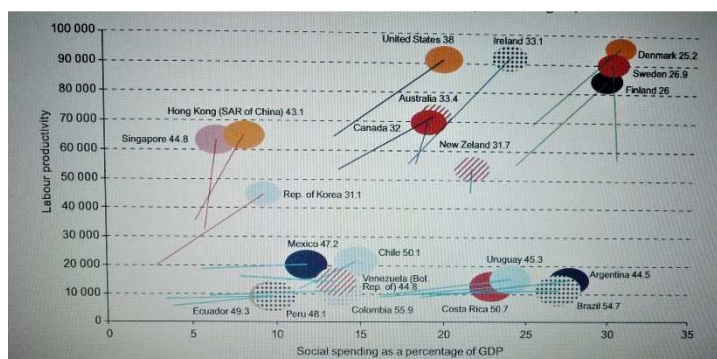 100 000
90 000
80 000
70 000
60 000
50 000
40 000
30 000
20 000
10 000
0
Labour productivity
United States 38
Ireland 33.1
Denmark 25.2
Sweden 26.9
Finland 26
Hong Kong (SAR of China) 43.1
Australia 33.4
Singapore 44.8
Canada 32
New Zeland 31.7
Rep. of Korea 31.1
Mexico 47.2
Chile 50.1
Uruguay 45.3
Venezuela (Bol.
Rep. of) 44.8
Argentina 44.5
Ecuador 49.3
Peru 48.1
Colombia 55.9
Costa Rica 50.7
Brazil 54.7
0 5 10 15 20 25 30 35
Social spending as a percentage of GDP